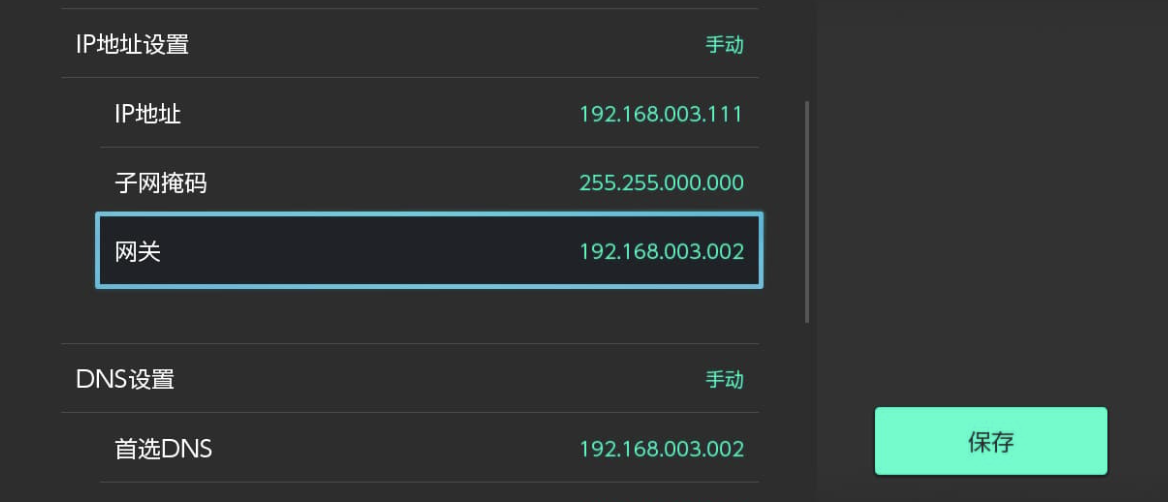 IP地址设置 手动
IP地址 192.168.003.111
子网掩码 255.255.000.000
网关 192.168.003.002
DNS设置 手动
首选DNS 192.168.003.002
保存